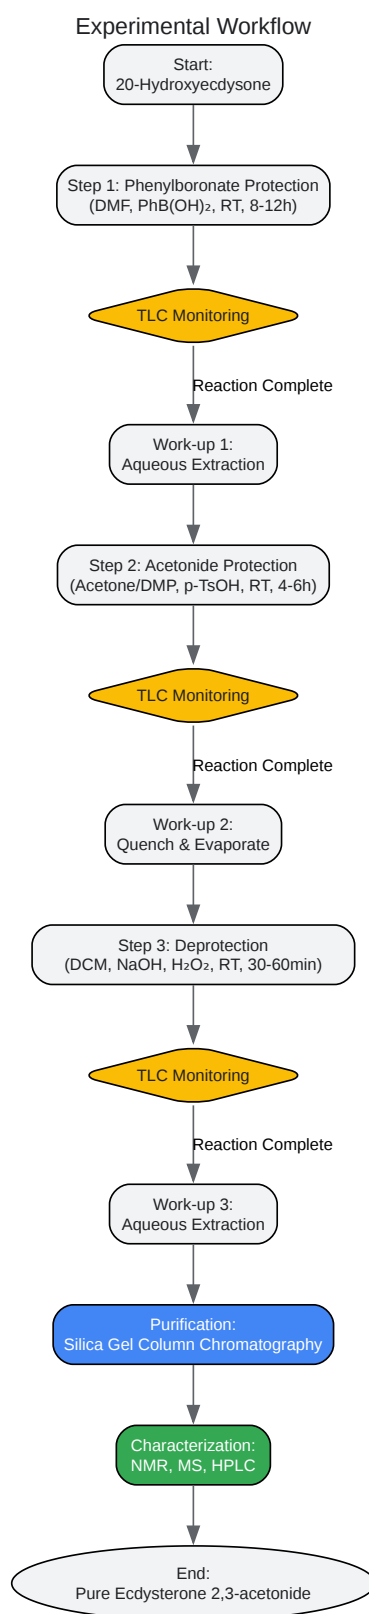 Experimental Workflow
Start:
20-Hydroxyecdysone
Step 1: Phenylboronate Protection
(DMF, PhB(OH)₂, RT, 8-12h)
TLC Monitoring
Reaction Complete
Work-up 1:
Aqueous Extraction
Step 2: Acetonide Protection
(Acetone/DMP, p-TsOH, RT, 4-6h)
TLC Monitoring
Reaction Complete
Work-up 2:
Quench & Evaporate
Step 3: Deprotection
(DCM, NaOH, H₂O₂, RT, 30-60min)
TLC Monitoring
Reaction Complete
Work-up 3:
Aqueous Extraction
Purification:
Silica Gel Column Chromatography
Characterization:
NMR, MS, HPLC
End:
Pure Ecdysterone 2,3-acetonide